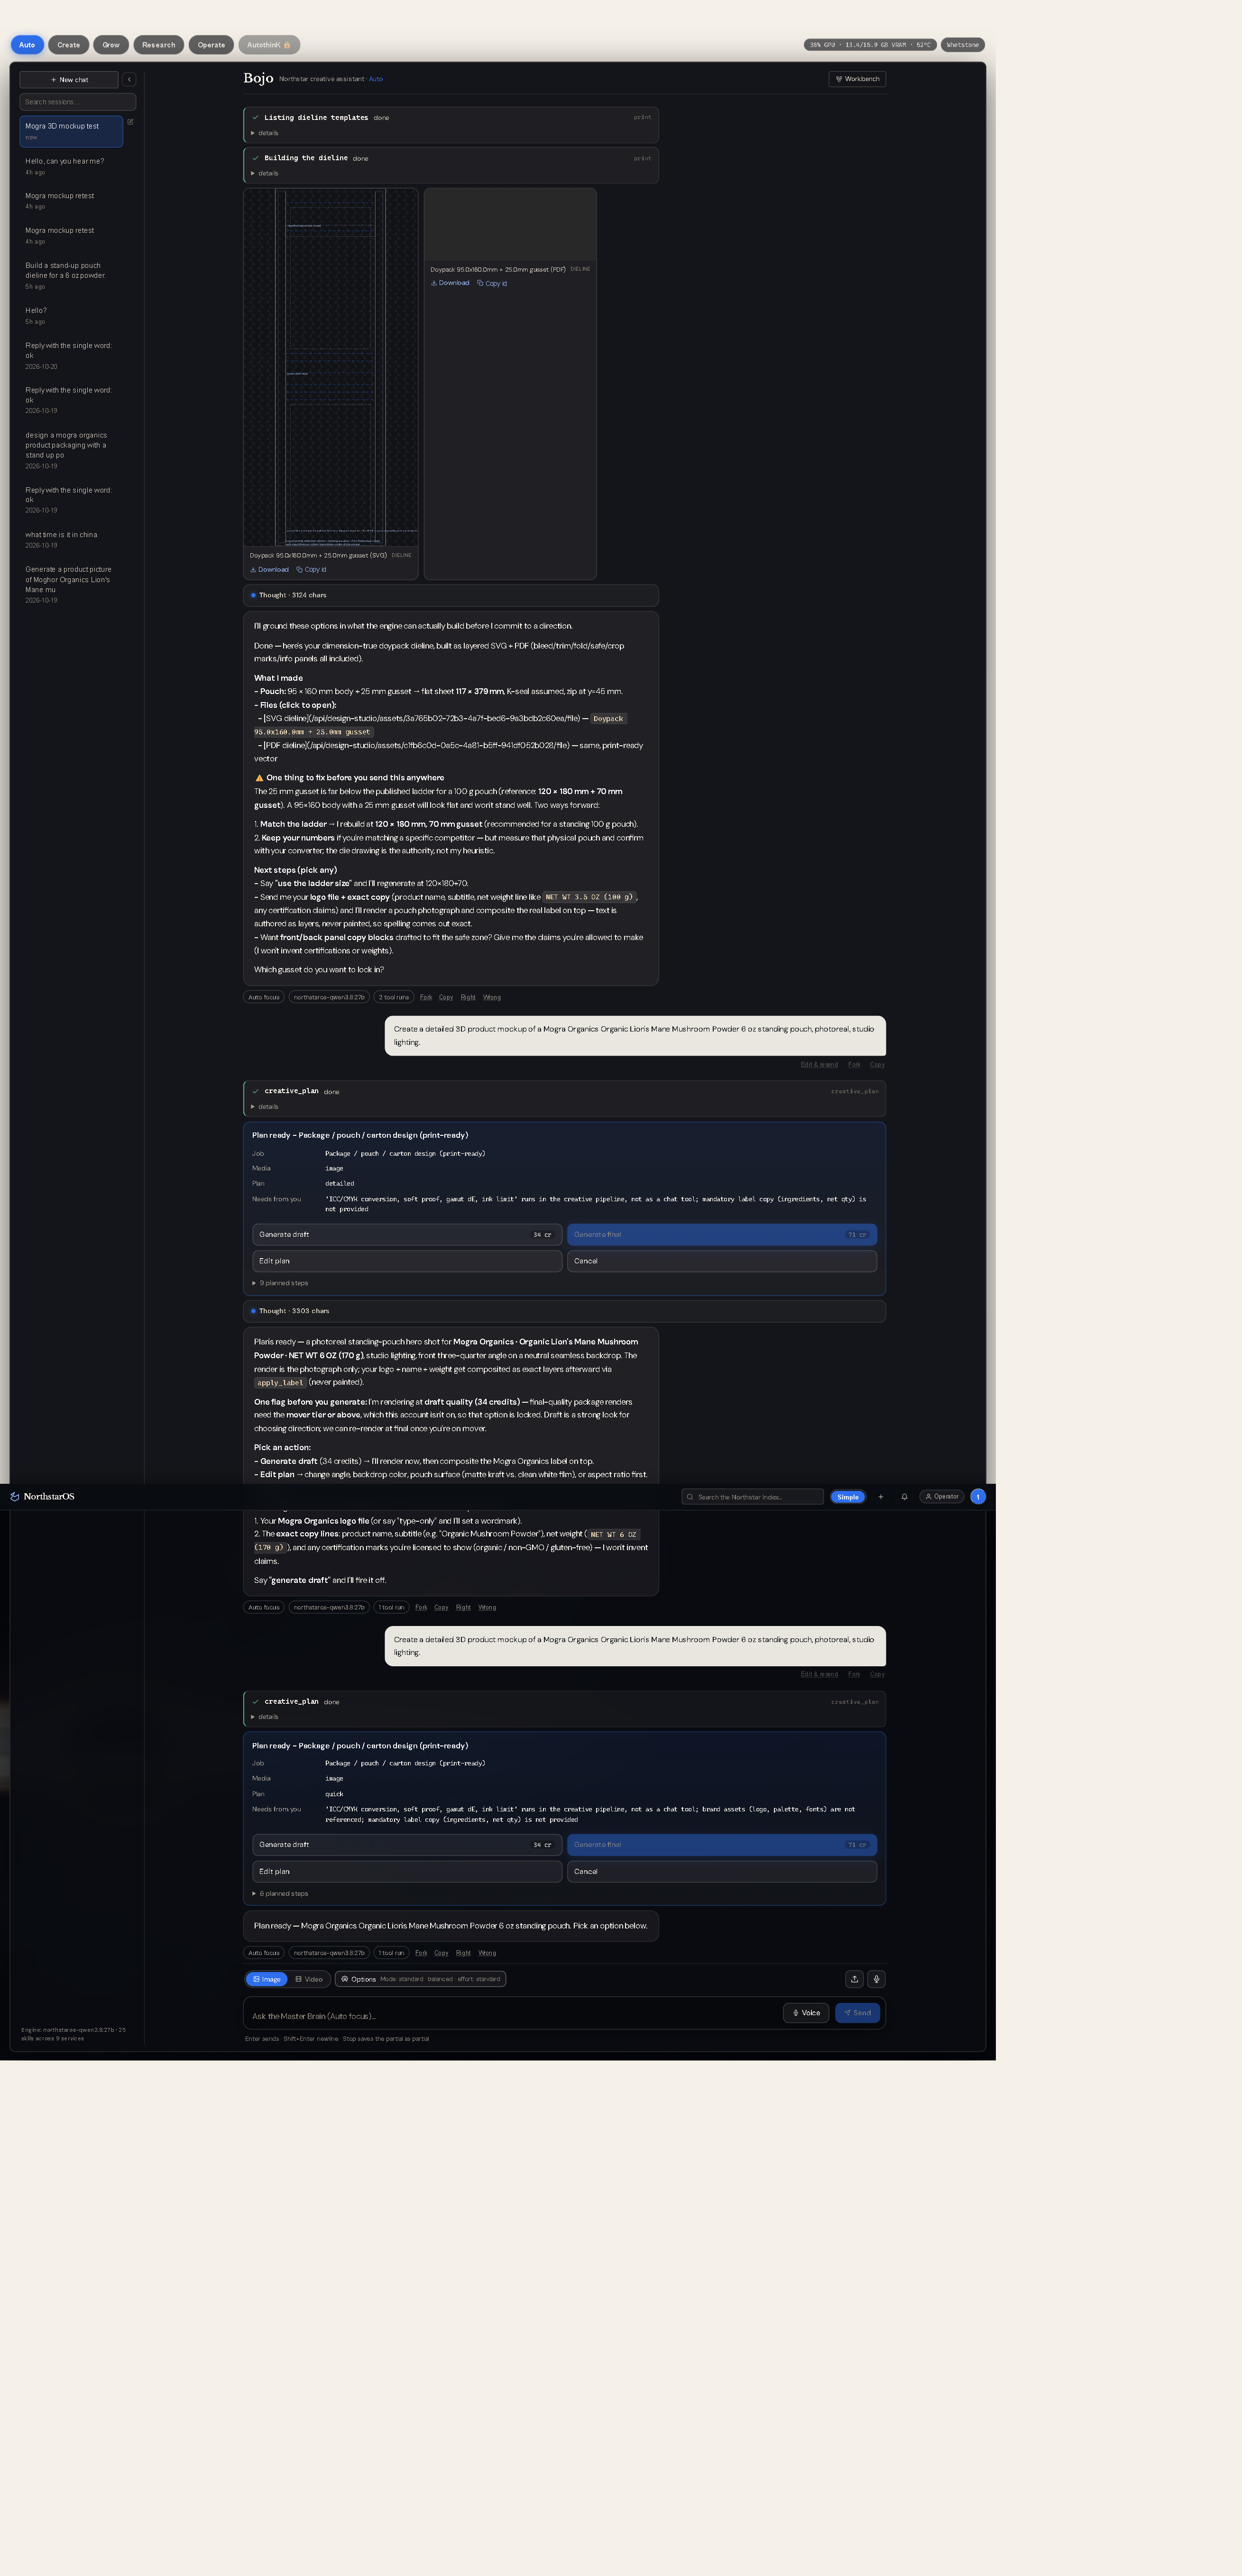 Auto Create Grow Research Operate AutothinK 🔒
38% GPU · 13.4/15.9 GB VRAM · 52°C Whetstone
+ New chat
Search sessions...
Mogra 3D mockup test
now
Hello, can you hear me?
4h ago
Mogra mockup retest
4h ago
Mogra mockup retest
4h ago
Build a stand-up pouch
dieline for a 6 oz powder.
5h ago
Hello?
5h ago
Reply with the single word:
ok
2026-10-20
Reply with the single word:
ok
2026-10-19
design a mogra organics
product packaging with a
stand up po
2026-10-19
Reply with the single word:
ok
2026-10-19
what time is it in china
2026-10-19
Generate a product picture
of Moghor Organics Lion's
Mane mu
2026-10-19
Engine: northstaros-qwen3.8:27b · 25
skills across 9 services
Bojo Northstar creative assistant · Auto
Workbench
Listing dieline templates done print
details
Building the dieline done print
details
Doypack 95.0x160.0mm + 25.0mm gusset (SVG) DIELINE
Download Copy id
Doypack 95.0x160.0mm + 25.0mm gusset (PDF) DIELINE
Download Copy id
Thought · 3124 chars
I'll ground these options in what the engine can actually build before I commit to a direction.
Done — here's your dimension-true doypack dieline, built as layered SVG + PDF (bleed/trim/fold/safe/crop
marks/info panels all included).
What I made
- Pouch: 95 × 160 mm body + 25 mm gusset → flat sheet 117 × 379 mm, K-seal assumed, zip at y=45 mm.
- Files (click to open):
- [SVG dieline](/api/design-studio/assets/3a765b02-72b3-4a7f-bed6-9a3bdb2c60ea/file) — Doypack
95.0x160.0mm + 25.0mm gusset
- [PDF dieline](/api/design-studio/assets/c1fb6c0d-0a5c-4a81-b5ff-941df052b028/file) — same, print-ready
vector
⚠️ One thing to fix before you send this anywhere
The 25 mm gusset is far below the published ladder for a 100 g pouch (reference: 120 × 180 mm + 70 mm
gusset). A 95×160 body with a 25 mm gusset will look flat and won't stand well. Two ways forward:
1. Match the ladder → I rebuild at 120 × 180 mm, 70 mm gusset (recommended for a standing 100 g pouch).
2. Keep your numbers if you're matching a specific competitor — but measure that physical pouch and confirm
with your converter; the die drawing is the authority, not my heuristic.
Next steps (pick any)
- Say "use the ladder size" and I'll regenerate at 120×180+70.
- Send me your logo file + exact copy (product name, subtitle, net weight line like NET WT 3.5 OZ (100 g),
any certification claims) and I'll render a pouch photograph and composite the real label on top — text is
authored as layers, never painted, so spelling comes out exact.
- Want front/back panel copy blocks drafted to fit the safe zone? Give me the claims you're allowed to make
(I won't invent certifications or weights).
Which gusset do you want to lock in?
Auto focus northstaros-qwen3.8:27b 2 tool runs Fork Copy Right Wrong
Create a detailed 3D product mockup of a Mogra Organics Organic Lion's Mane Mushroom Powder 6 oz standing pouch, photoreal, studio
lighting.
Edit & resend Fork Copy
creative_plan done creative_plan
details
Plan ready - Package / pouch / carton design (print-ready)
Job Package / pouch / carton design (print-ready)
Media image
Plan detailed
Needs from you 'ICC/CMYK conversion, soft proof, gamut dE, ink limit' runs in the creative pipeline, not as a chat tool; mandatory label copy (ingredients, net qty) is
not provided
Generate draft 34 cr Generate final 71 cr
Edit plan Cancel
9 planned steps
Thought · 3303 chars
Plan's ready — a photoreal standing-pouch hero shot for Mogra Organics · Organic Lion's Mane Mushroom
Powder · NET WT 6 OZ (170 g), studio lighting, front three-quarter angle on a neutral seamless backdrop. The
render is the photograph only; your logo + name + weight get composited as exact layers afterward via
apply_label (never painted).
One flag before you generate: I'm rendering at draft quality (34 credits) — final-quality package renders
need the mover tier or above, which this account isn't on, so that option is locked. Draft is a strong look for
choosing direction; we can re-render at final once you're on mover.
Pick an action:
- Generate draft (34 credits) → I'll render now, then composite the Mogra Organics label on top.
- Edit plan → change angle, backdrop color, pouch surface (matte kraft vs. clean white film), or aspect ratio first.
NorthstarOS
Search the Northstar Index... Simple + Operator 1
1. Your Mogra Organics logo file (or say "type-only" and I'll set a wordmark).
2. The exact copy lines: product name, subtitle (e.g. "Organic Mushroom Powder"), net weight (NET WT 6 OZ
(170 g)), and any certification marks you're licensed to show (organic / non-GMO / gluten-free) — I won't invent
claims.
Say "generate draft" and I'll fire it off.
Auto focus northstaros-qwen3.8:27b 1 tool run Fork Copy Right Wrong
Create a detailed 3D product mockup of a Mogra Organics Organic Lion's Mane Mushroom Powder 6 oz standing pouch, photoreal, studio
lighting.
Edit & resend Fork Copy
creative_plan done creative_plan
details
Plan ready - Package / pouch / carton design (print-ready)
Job Package / pouch / carton design (print-ready)
Media image
Plan quick
Needs from you 'ICC/CMYK conversion, soft proof, gamut dE, ink limit' runs in the creative pipeline, not as a chat tool; brand assets (logo, palette, fonts) are not
referenced; mandatory label copy (ingredients, net qty) is not provided
Generate draft 34 cr Generate final 71 cr
Edit plan Cancel
6 planned steps
Plan ready — Mogra Organics Organic Lion's Mane Mushroom Powder 6 oz standing pouch. Pick an option below.
Auto focus northstaros-qwen3.8:27b 1 tool run Fork Copy Right Wrong
Image Video Options Mode: standard · balanced · effort: standard
Ask the Master Brain (Auto focus)... Voice Send
Enter sends · Shift+Enter newline · Stop saves the partial as partial